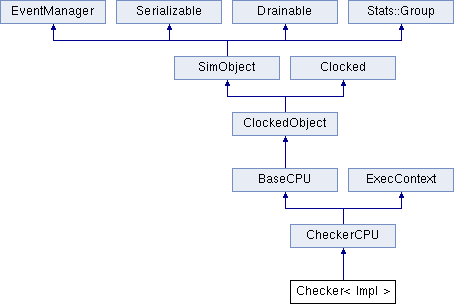 EventManager
Serializable
Drainable
Stats::Group
SimObject
Clocked
ClockedObject
BaseCPU
ExecContext
CheckerCPU
Checker< Impl >